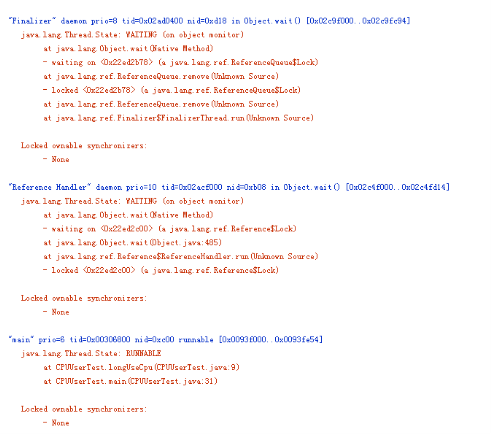 "Finalizer" daemon prio=8 tid=0x02ad0400 nid=0xd18 in Object.wait() [0x02c9f000..0x02c9fc94]
java.lang.Thread.State: WAITING (on object monitor)
at java.lang.Object.wait(Native Method)
- waiting on <0x22ed2b78> (a java.lang.ref.ReferenceQueue$Lock)
at java.lang.ref.ReferenceQueue.remove(Unknown Source)
- locked <0x22ed2b78> (a java.lang.ref.ReferenceQueue$Lock)
at java.lang.ref.ReferenceQueue.remove(Unknown Source)
at java.lang.ref.Finalizer$FinalizerThread.run(Unknown Source)
Locked ownable synchronizers:
- None
"Reference Handler" daemon prio=10 tid=0x02acf000 nid=0xb08 in Object.wait() [0x02c4f000..0x02c4fd14]
java.lang.Thread.State: WAITING (on object monitor)
at java.lang.Object.wait(Native Method)
- waiting on <0x22ed2c00> (a java.lang.ref.Reference$Lock)
at java.lang.Object.wait(Object.java:485)
at java.lang.ref.Reference$ReferenceHandler.run(Unknown Source)
- locked <0x22ed2c00> (a java.lang.ref.Reference$Lock)
Locked ownable synchronizers:
- None
"main" prio=6 tid=0x00306800 nid=0xc00 runnable [0x0093f000..0x0093fe54]
java.lang.Thread.State: RUNNABLE
at CPUUserTest.longUseCpu(CPUUserTest.java:9)
at CPUUserTest.main(CPUUserTest.java:31)
Locked ownable synchronizers:
- None